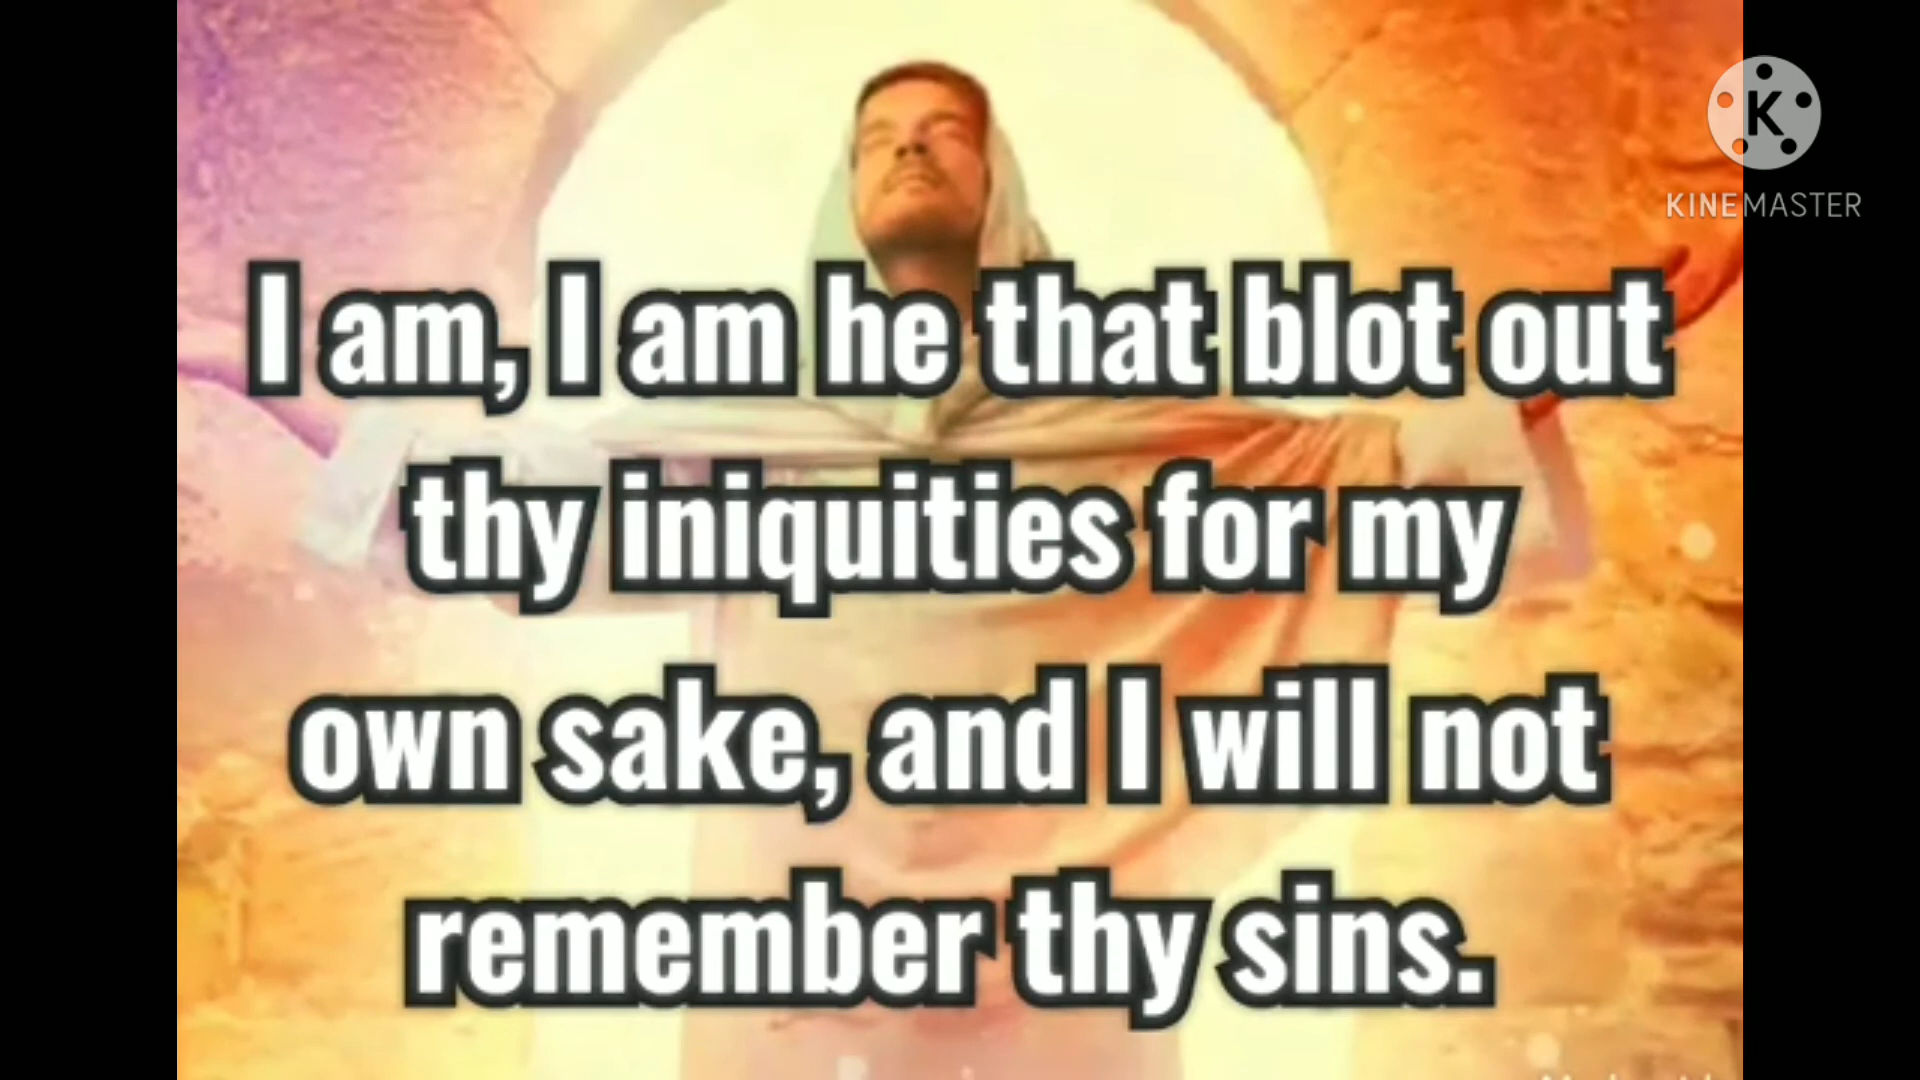 K
KINEMASTER
I am, I am he that blot out
thy iniquities for my
own sake, and I will not
remember thy sins.